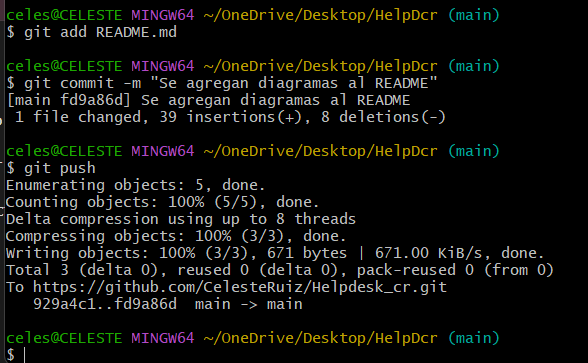 celes@CELESTE MINGW64 ~/OneDrive/Desktop/HelpDcr (main)
$ git add README.md
celes@CELESTE MINGW64 ~/OneDrive/Desktop/HelpDcr (main)
$ git commit -m "Se agregan diagramas al README"
[main fd9a86d] Se agregan diagramas al README
 1 file changed, 39 insertions(+), 8 deletions(-)
celes@CELESTE MINGW64 ~/OneDrive/Desktop/HelpDcr (main)
$ git push
Enumerating objects: 5, done.
Counting objects: 100% (5/5), done.
Delta compression using up to 8 threads
Compressing objects: 100% (3/3), done.
Writing objects: 100% (3/3), 671 bytes | 671.00 KiB/s, done.
Total 3 (delta 0), reused 0 (delta 0), pack-reused 0 (from 0)
To https://github.com/CelesteRuiz/Helpdesk_cr.git
   929a4c1..fd9a86d  main -> main
celes@CELESTE MINGW64 ~/OneDrive/Desktop/HelpDcr (main)
$